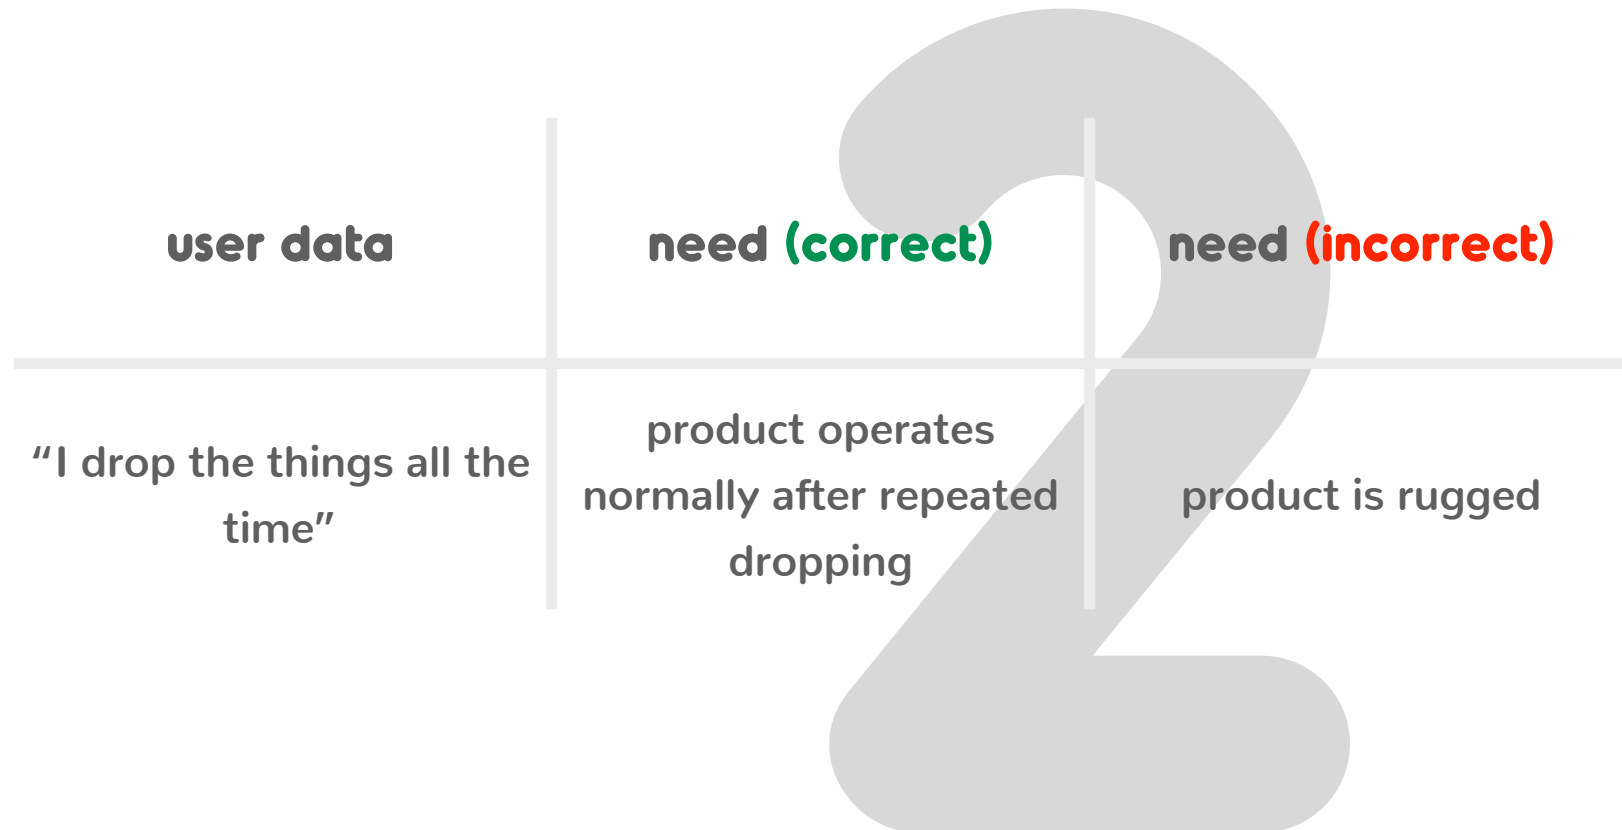 2
user data
need (correct)
need (incorrect)
“I drop the things all the
time”
product operates
normally after repeated
dropping
product is rugged